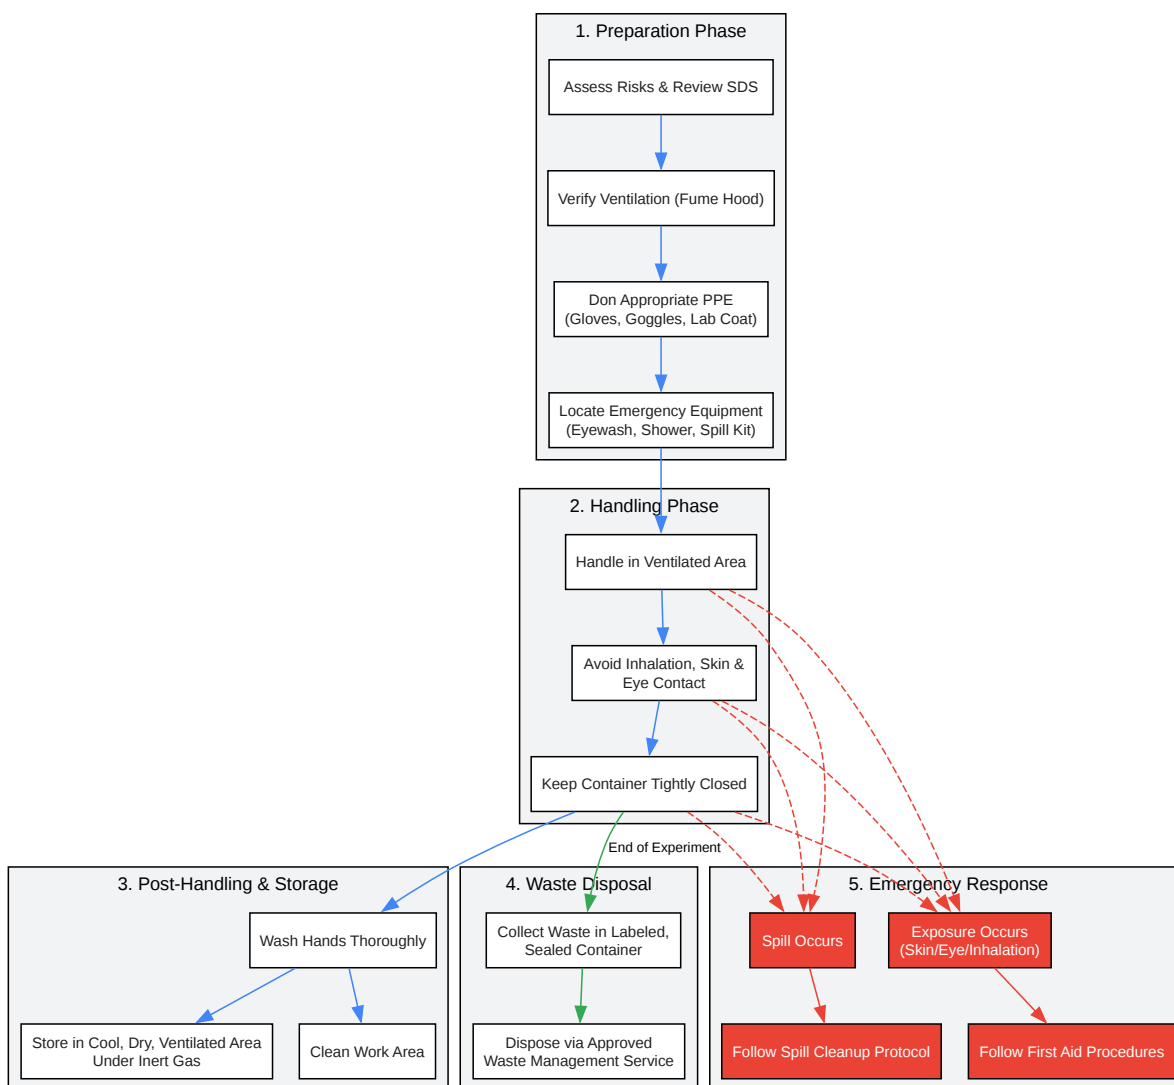 1. Preparation Phase
Assess Risks & Review SDS
Verify Ventilation (Fume Hood)
Don Appropriate PPE
(Gloves, Goggles, Lab Coat)
Locate Emergency Equipment
(Eyewash, Shower, Spill Kit)
2. Handling Phase
Handle in Ventilated Area
Avoid Inhalation, Skin &
Eye Contact
Keep Container Tightly Closed
End of Experiment
3. Post-Handling & Storage
Wash Hands Thoroughly
Store in Cool, Dry, Ventilated Area
Under Inert Gas
Clean Work Area
4. Waste Disposal
Collect Waste in Labeled,
Sealed Container
Dispose via Approved
Waste Management Service
5. Emergency Response
Spill Occurs
Exposure Occurs
(Skin/Eye/Inhalation)
Follow Spill Cleanup Protocol
Follow First Aid Procedures